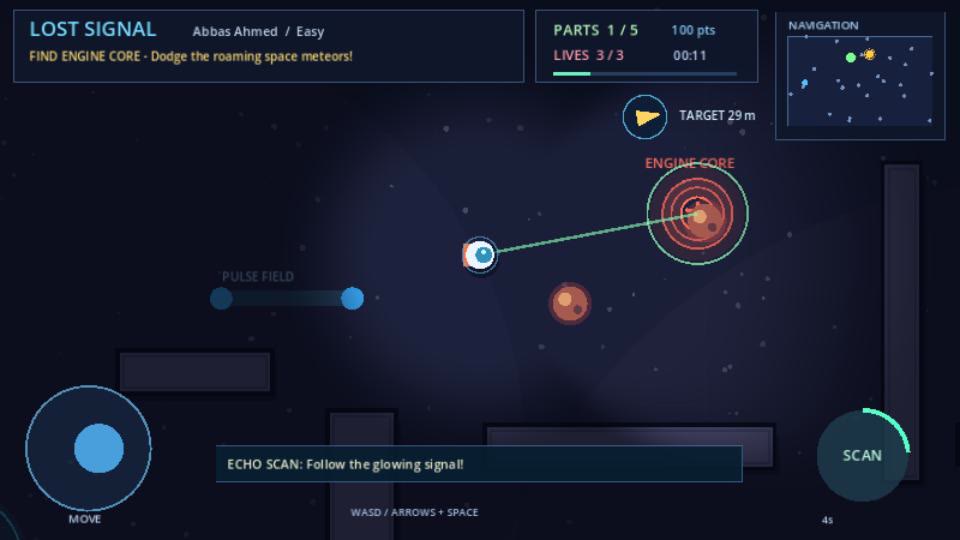 LOST SIGNAL
Abbas Ahmed / Easy
FIND ENGINE CORE - Dodge the roaming space meteors!
PARTS 1 / 5
100 pts
LIVES 3 / 3
00:11
NAVIGATION
TARGET 29 m
ENGINE CORE
PULSE FIELD
SCAN
ECHO SCAN: Follow the glowing signal!
MOVE
WASD / ARROWS + SPACE
4s